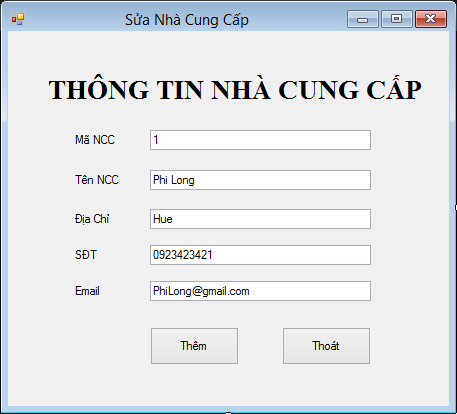 Sửa Nhà Cung Cấp
THÔNG TIN NHÀ CUNG CẤP
Mã NCC 1
Tên NCC Phi Long
Địa Chỉ Hue
SĐT 0923423421
Email PhiLong@gmail.com
Thêm Thoát